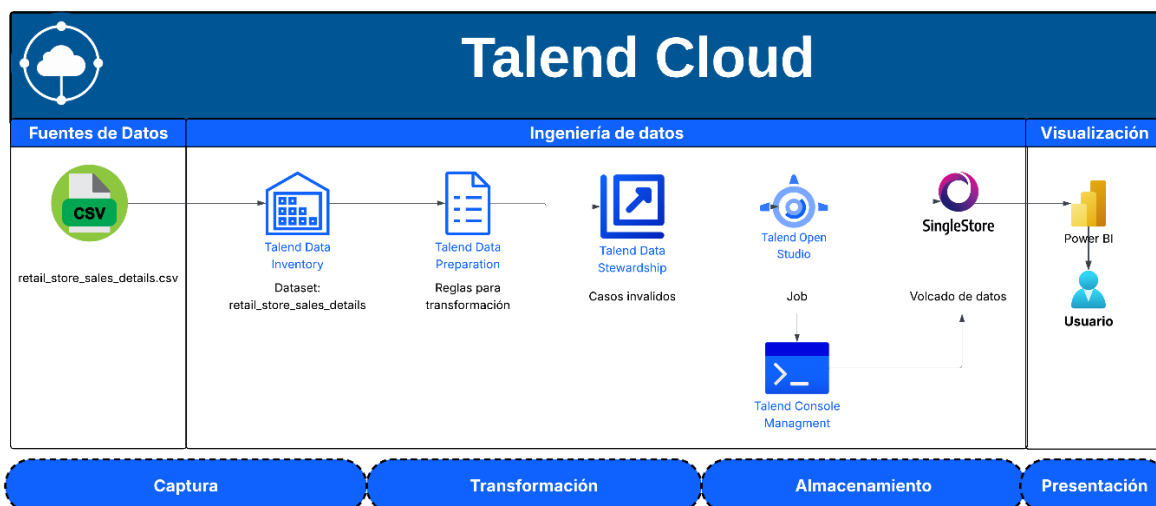 Talend Cloud
Fuentes de Datos
Ingeniería de datos
Visualización
CSV
retail_store_sales_details.csv
Talend Data
Inventory
Dataset:
retail_store_sales_details
Talend Data
Preparation
Reglas para
transformación
Talend Data
Stewardship
Casos invalidos
Talend Open
Studio
Job
Talend Console
Managment
SingleStore
Volcado de datos
Power BI
Usuario
Captura
Transformación
Almacenamiento
Presentación